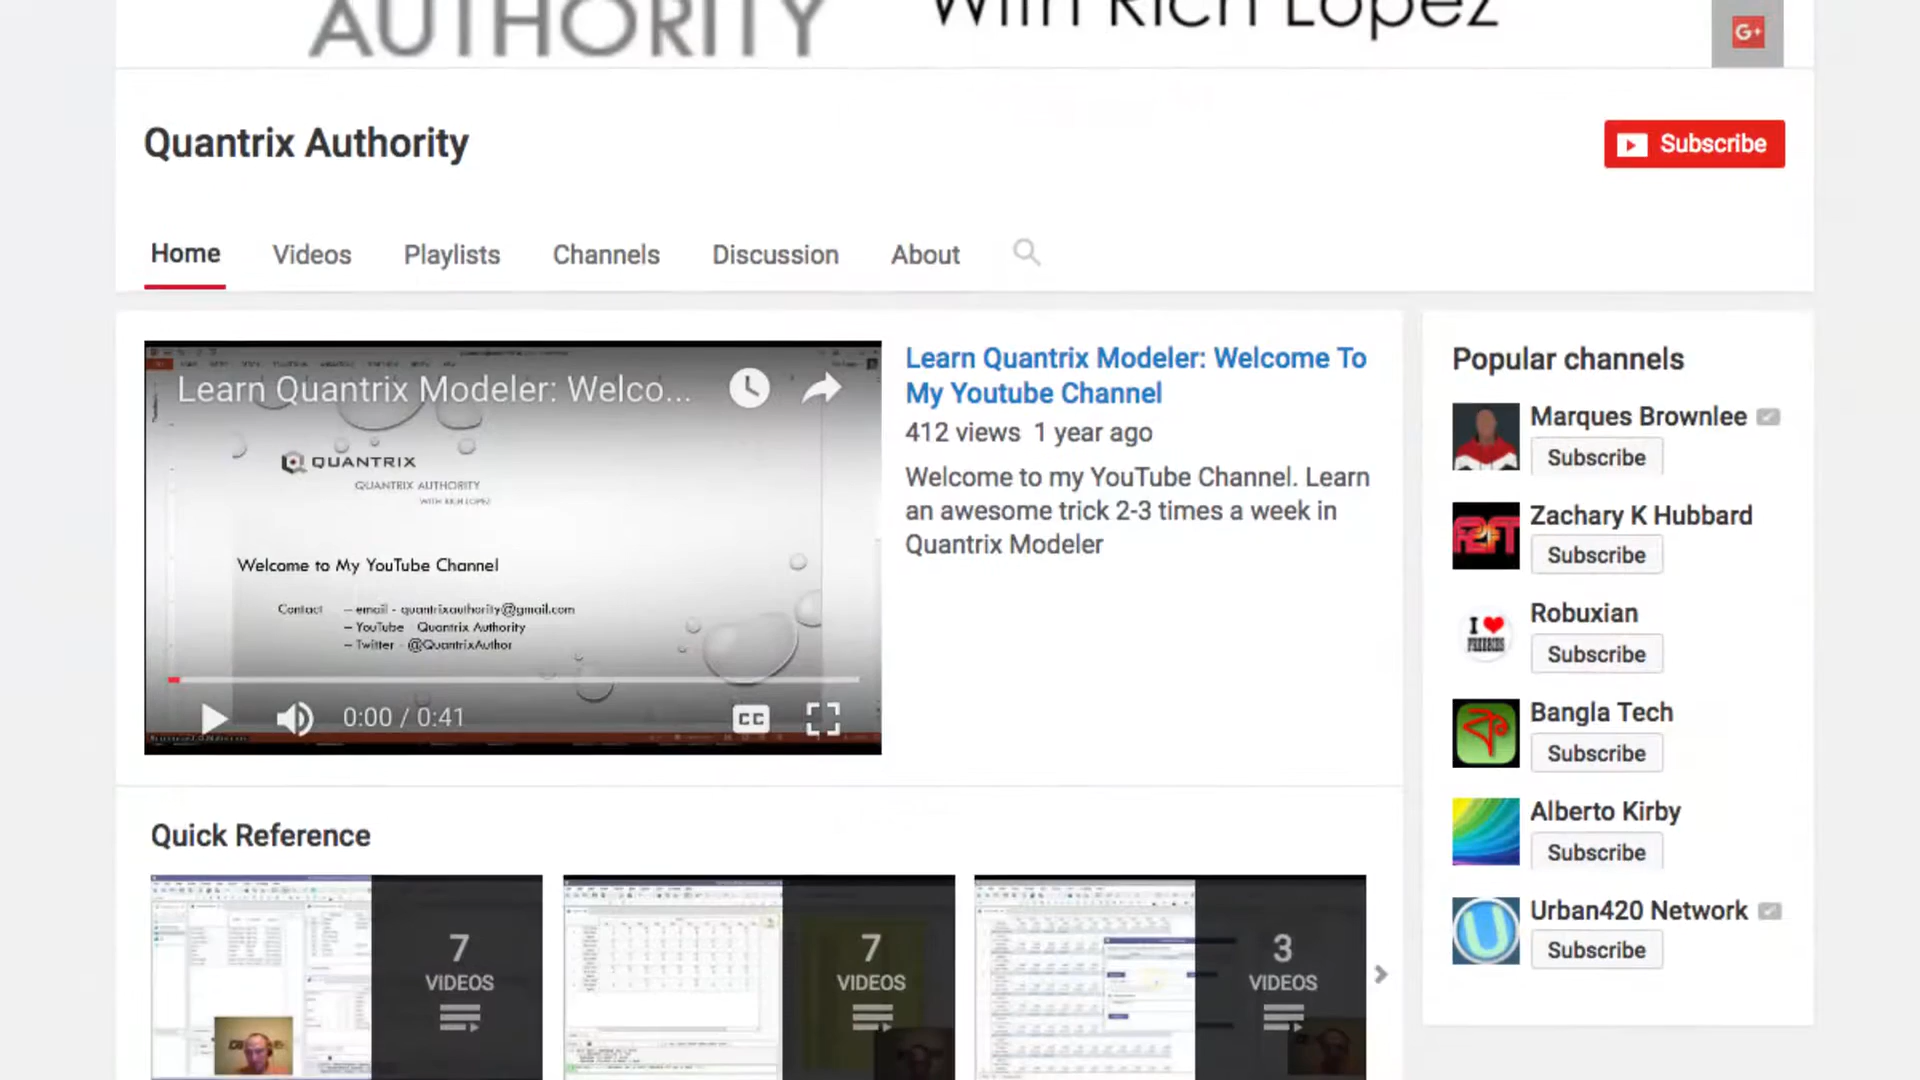 AUTHORITY
With Rich Lopez
G+
Quantrix Authority
Subscribe
Home Videos Playlists Channels Discussion About
Learn Quantrix Modeler: Welco...
QUANTRIX
QUANTRIX AUTHORITY
WITH RICH LOPEZ
Welcome to My YouTube Channel
Contact – email - quantrixauthority@gmail.com
– YouTube Quantrix Authority
– Twitter - @QuantrixAuthor
0:00 / 0:41
CC
Learn Quantrix Modeler: Welcome To
My Youtube Channel
412 views 1 year ago
Welcome to my YouTube Channel. Learn
an awesome trick 2-3 times a week in
Quantrix Modeler
Popular channels
Marques Brownlee
Subscribe
Zachary K Hubbard
Subscribe
Robuxian
I
FREEBIES
Subscribe
Bangla Tech
Subscribe
Alberto Kirby
Subscribe
Urban420 Network
U
Subscribe
Quick Reference
7
VIDEOS
7
VIDEOS
3
VIDEOS